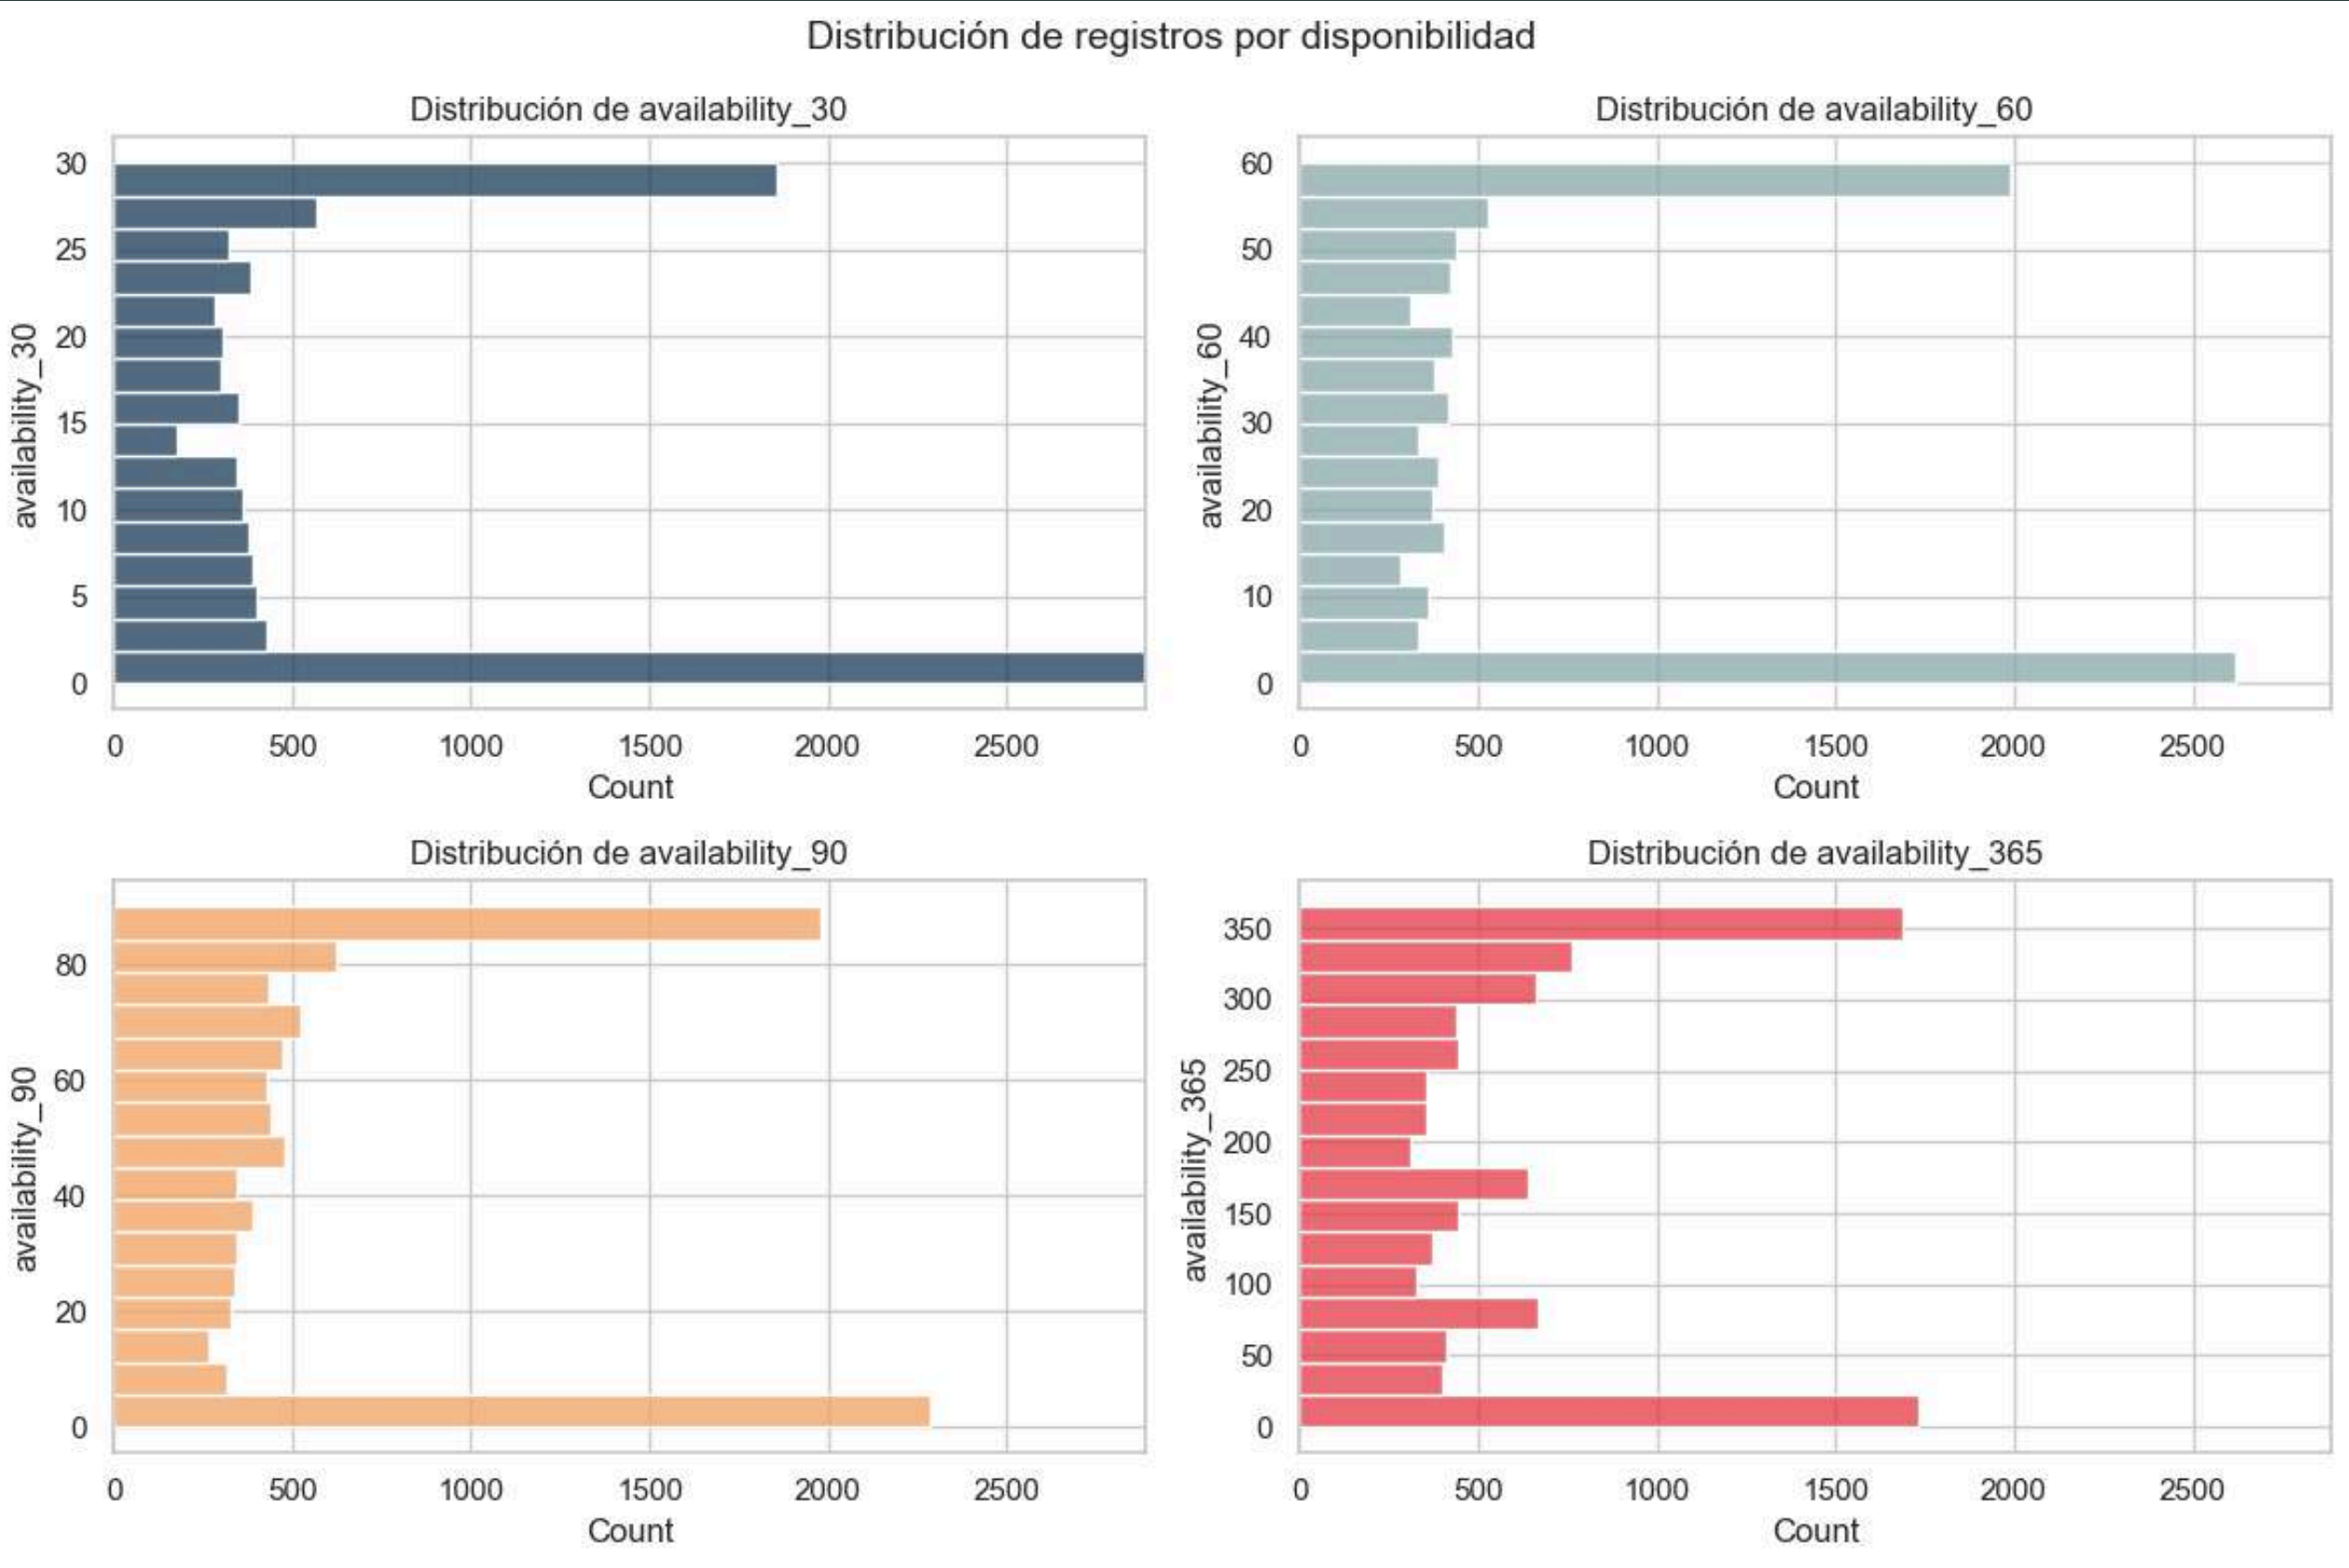 Distribución de registros por disponibilidad
Distribución de availability_30
30
25
20
15
10
5
0
availability_30
0 500 1000 1500 2000 2500
Count
Distribución de availability_60
60
50
40
30
20
10
0
availability_60
0 500 1000 1500 2000 2500
Count
Distribución de availability_90
80
60
40
20
0
availability_90
0 500 1000 1500 2000 2500
Count
Distribución de availability_365
350
300
250
200
150
100
50
0
availability_365
0 500 1000 1500 2000 2500
Count